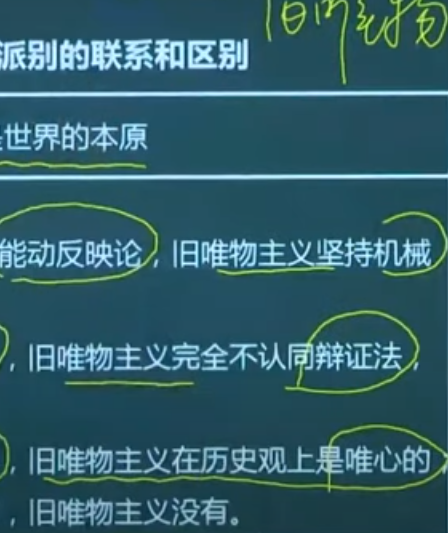 旧唯物
派别的联系和区别
是世界的本原
能动反映论，旧唯物主义坚持机械
，旧唯物主义完全不认同辩证法，
，旧唯物主义在历史观上是唯心的，
，旧唯物主义没有。